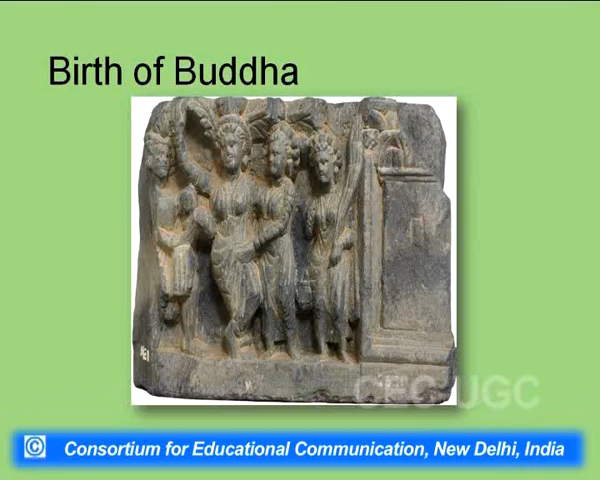 Birth of Buddha
CEC-UGC
© Consortium for Educational Communication, New Delhi, India